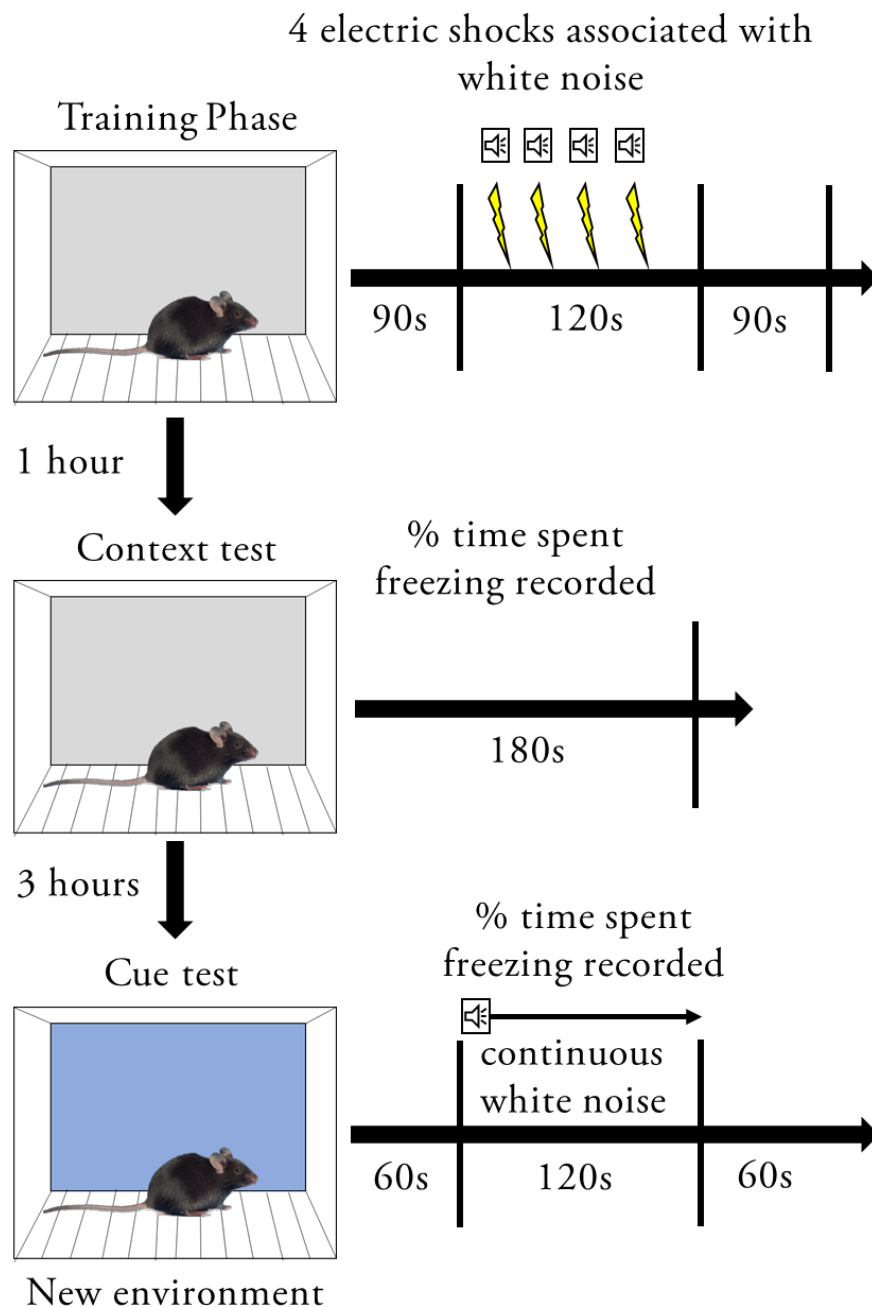 4 electric shocks associated with
white noise
Training Phase
90s
120s
90s
1 hour
Context test
% time spent
freezing recorded
180s
3 hours
Cue test
% time spent
freezing recorded
continuous
white noise
60s
120s
60s
New environment